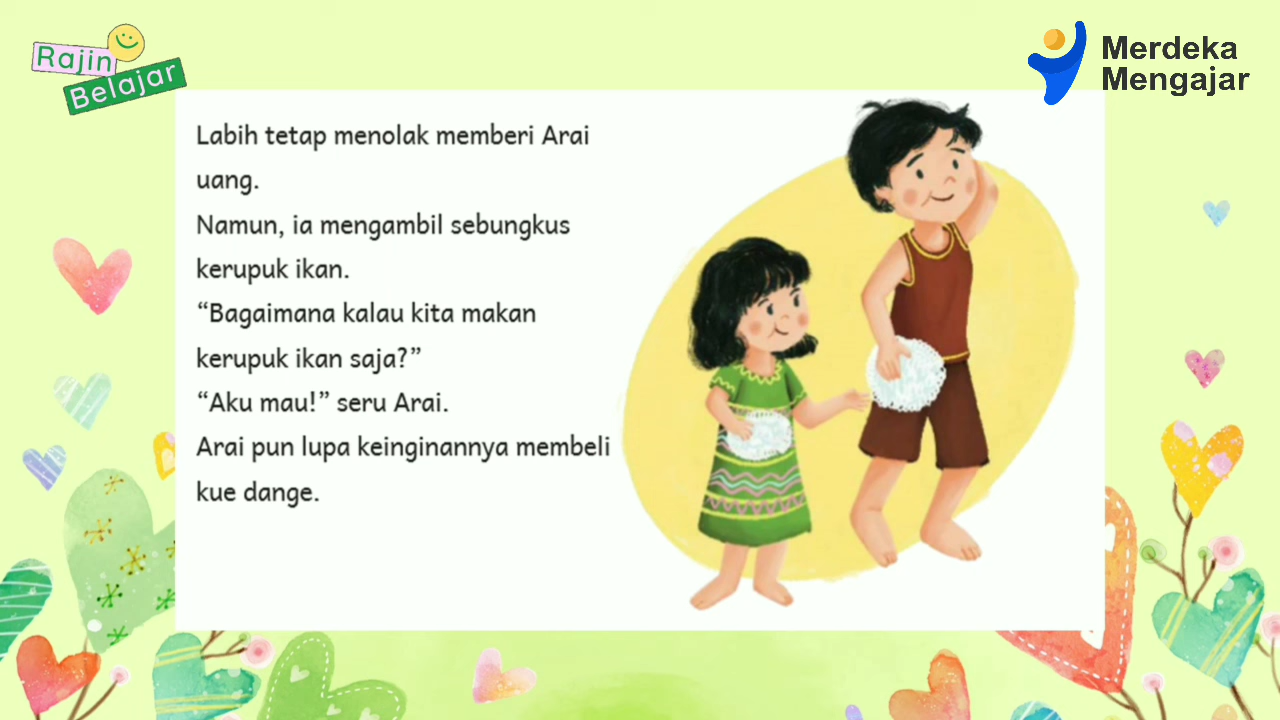 Rajin
Belajar
Merdeka
Mengajar
Labih tetap menolak memberi Arai
uang.
Namun, ia mengambil sebungkus
kerupuk ikan.
“Bagaimana kalau kita makan
kerupuk ikan saja?”
“Aku mau!” seru Arai.
Arai pun lupa keinginannya membeli
kue dange.